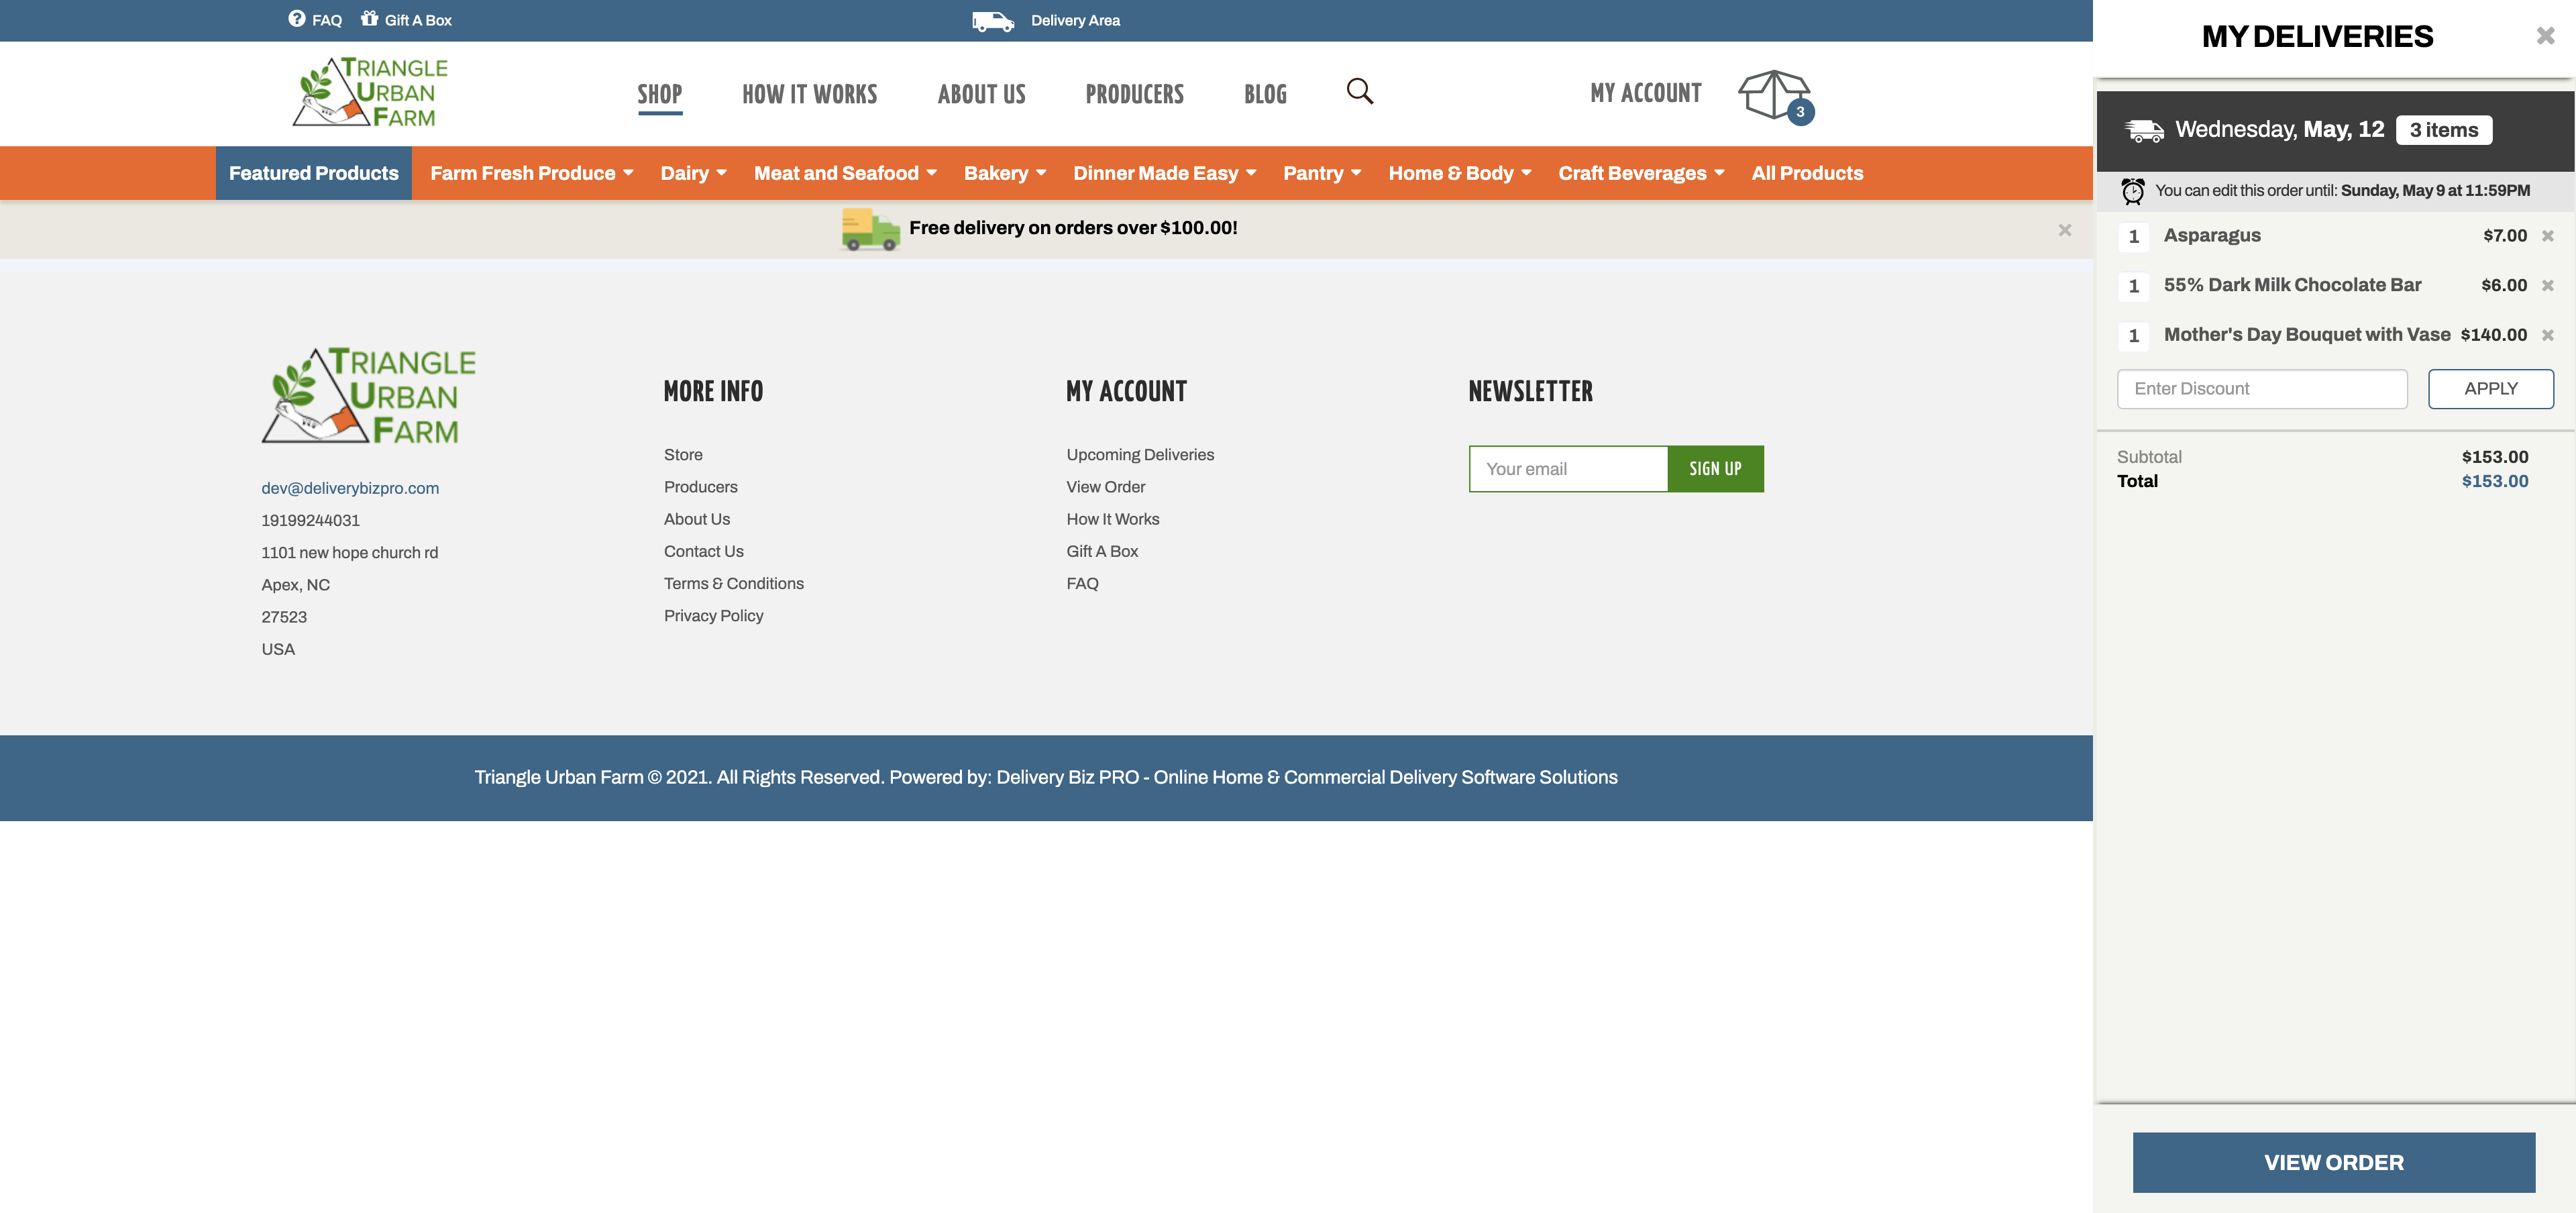 FAQ Gift A Box Delivery Area
TRIANGLE
URBAN
FARM
SHOP HOW IT WORKS ABOUT US PRODUCERS BLOG MY ACCOUNT 3
Featured Products Farm Fresh Produce Dairy Meat and Seafood Bakery Dinner Made Easy Pantry Home & Body Craft Beverages All Products
Free delivery on orders over $100.00!
TRIANGLE
URBAN
FARM
dev@deliverybizpro.com
19199244031
1101 new hope church rd
Apex, NC
27523
USA
MORE INFO
Store
Producers
About Us
Contact Us
Terms & Conditions
Privacy Policy
MY ACCOUNT
Upcoming Deliveries
View Order
How It Works
Gift A Box
FAQ
NEWSLETTER
Your email SIGN UP
Triangle Urban Farm © 2021. All Rights Reserved. Powered by: Delivery Biz PRO - Online Home & Commercial Delivery Software Solutions
MY DELIVERIES
Wednesday, May, 12 3 items
You can edit this order until: Sunday, May 9 at 11:59PM
1 Asparagus $7.00
1 55% Dark Milk Chocolate Bar $6.00
1 Mother's Day Bouquet with Vase $140.00
Enter Discount APPLY
Subtotal $153.00
Total $153.00
VIEW ORDER